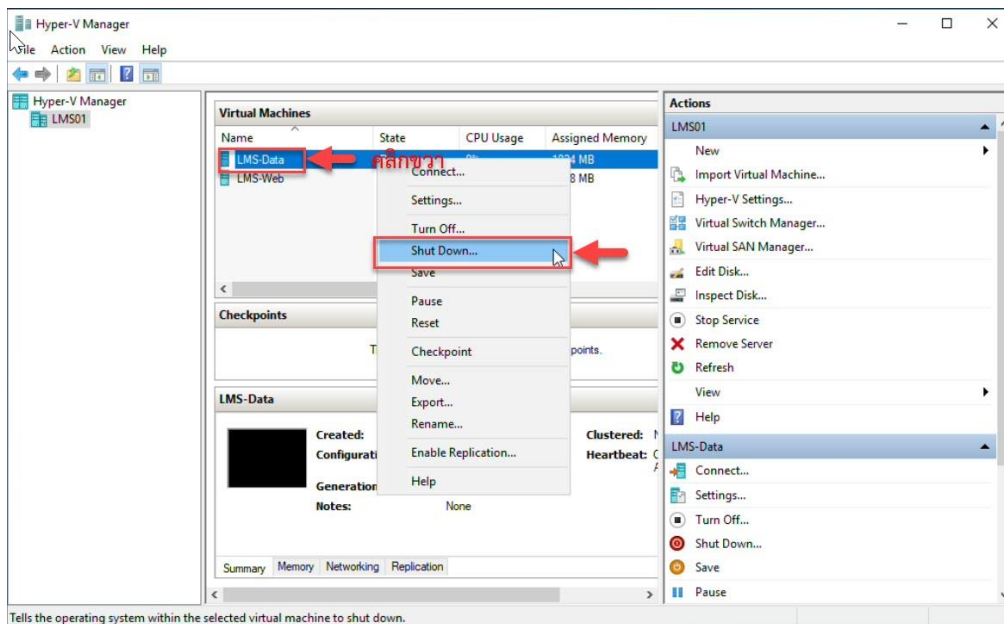 Hyper-V Manager
File Action View Help
Hyper-V Manager
LMS01
Virtual Machines
Name State CPU Usage Assigned Memory
LMS-Data คลิกขวา MB
LMS-Web 8 MB
Connect...
Settings...
Turn Off...
Shut Down...
Save
Pause
Reset
Checkpoint
Move...
Export...
Rename...
Enable Replication...
Help
Checkpoints
points.
LMS-Data
Created: Clustered:
Configurati Heartbeat:
Generation
Notes: None
Summary Memory Networking Replication
Actions
LMS01
New
Import Virtual Machine...
Hyper-V Settings...
Virtual Switch Manager...
Virtual SAN Manager...
Edit Disk...
Inspect Disk...
Stop Service
Remove Server
Refresh
View
Help
LMS-Data
Connect...
Settings...
Turn Off...
Shut Down...
Save
Pause
Tells the operating system within the selected virtual machine to shut down.